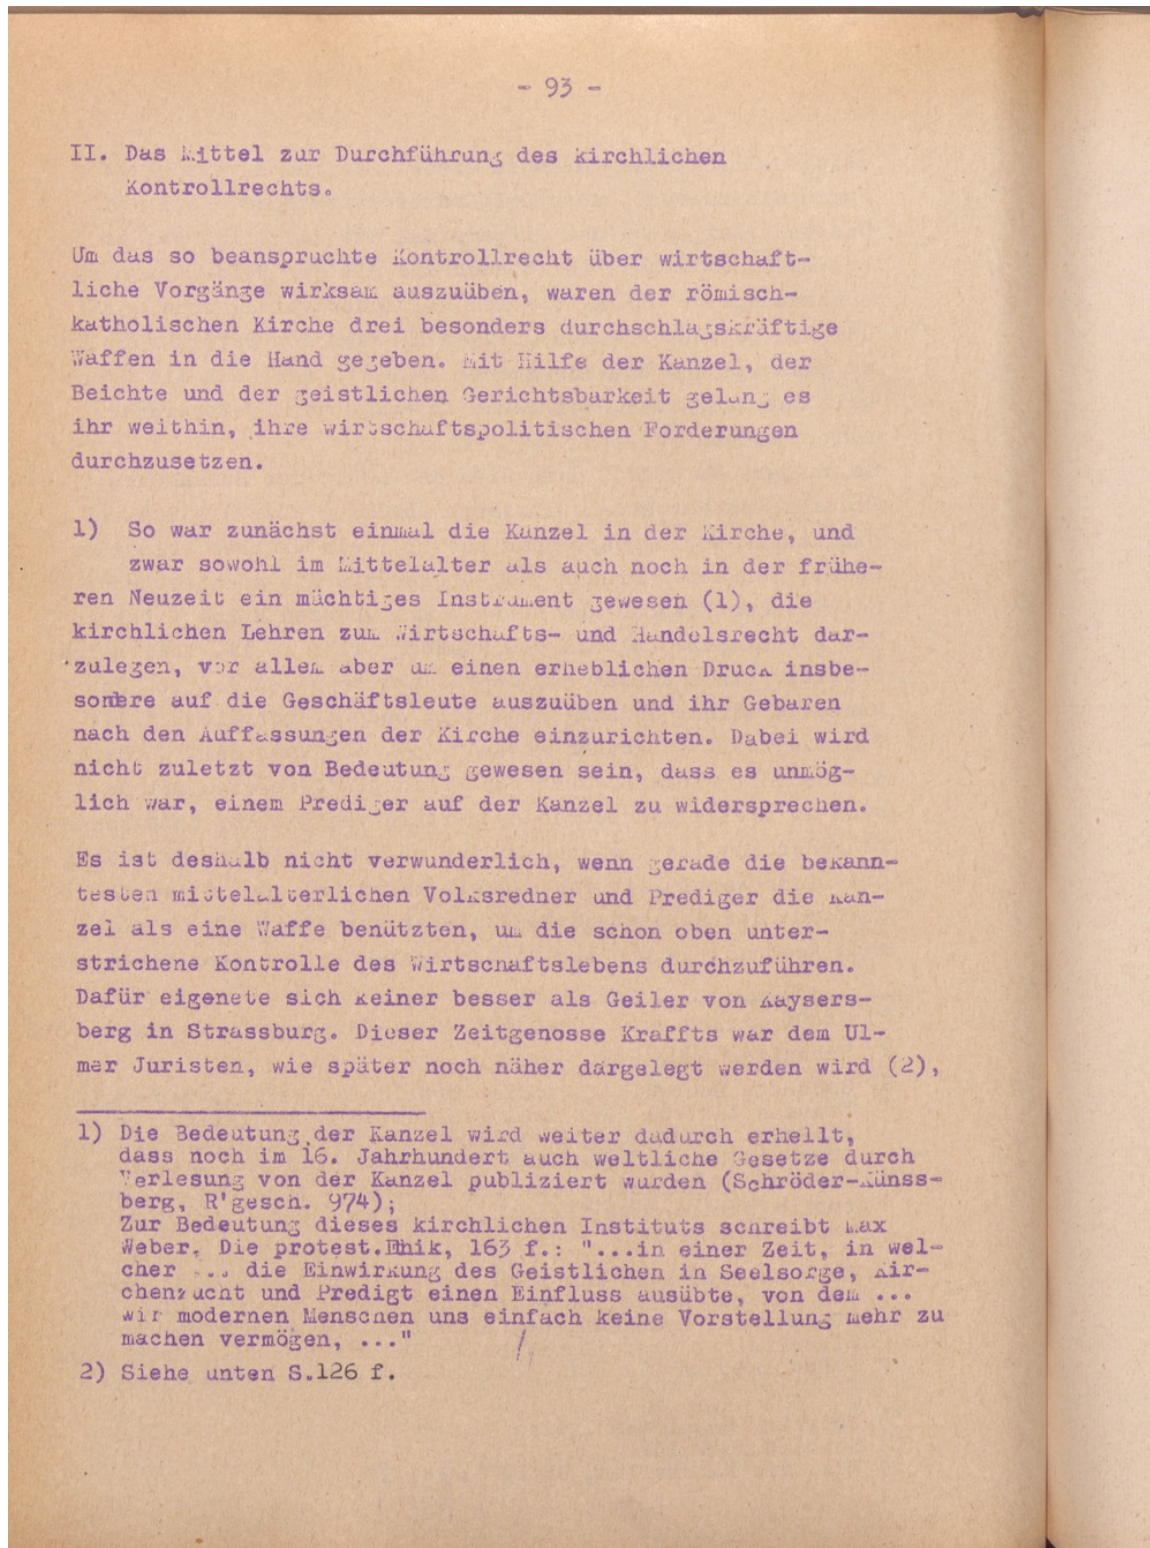 - 93 -
II. Das Mittel zur Durchführung des kirchlichen
Kontrollrechts.
Um das so beanspruchte Kontrollrecht über wirtschaft-
liche Vorgänge wirksam auszuüben, waren der römisch-
katholischen Kirche drei besonders durchschlagskräftige
Waffen in die Hand gegeben. Mit Hilfe der Kanzel, der
Beichte und der geistlichen Gerichtsbarkeit gelang es
ihr weithin, ihre wirtschaftspolitischen Forderungen
durchzusetzen.
1) So war zunächst einmal die Kanzel in der Kirche, und
zwar sowohl im Mittelalter als auch noch in der frühe-
ren Neuzeit ein mächtiges Instrument gewesen (1), die
kirchlichen Lehren zum Wirtschafts- und Handelsrecht dar-
zulegen, vor allem aber um einen erheblichen Druck insbe-
sondere auf die Geschäftsleute auszuüben und ihr Gebaren
nach den Auffassungen der Kirche einzurichten. Dabei wird
nicht zuletzt von Bedeutung gewesen sein, dass es unmög-
lich war, einem Prediger auf der Kanzel zu widersprechen.
Es ist deshalb nicht verwunderlich, wenn gerade die bekann-
testen mittelalterlichen Volksredner und Prediger die Kan-
zel als eine Waffe benützten, um die schon oben unter-
strichene Kontrolle des Wirtschaftslebens durchzuführen.
Dafür eigenete sich keiner besser als Geiler von Kaysers-
berg in Strassburg. Dieser Zeitgenosse Kraffts war dem Ul-
mer Juristen, wie später noch näher dargelegt werden wird (2),
1) Die Bedeutung der Kanzel wird weiter dadurch erhellt,
dass noch im 16. Jahrhundert auch weltliche Gesetze durch
Verlesung von der Kanzel publiziert wurden (Schröder-Künss-
berg, R'gesch. 974);
Zur Bedeutung dieses kirchlichen Instituts schreibt Max
Weber, Die protest.Ethik, 163 f.: "...in einer Zeit, in wel-
cher ... die Einwirkung des Geistlichen in Seelsorge, Kir-
chenzucht und Predigt einen Einfluss ausübte, von dem ...
wir modernen Menschen uns einfach keine Vorstellung mehr zu
machen vermögen, ..."
2) Siehe unten S.126 f.